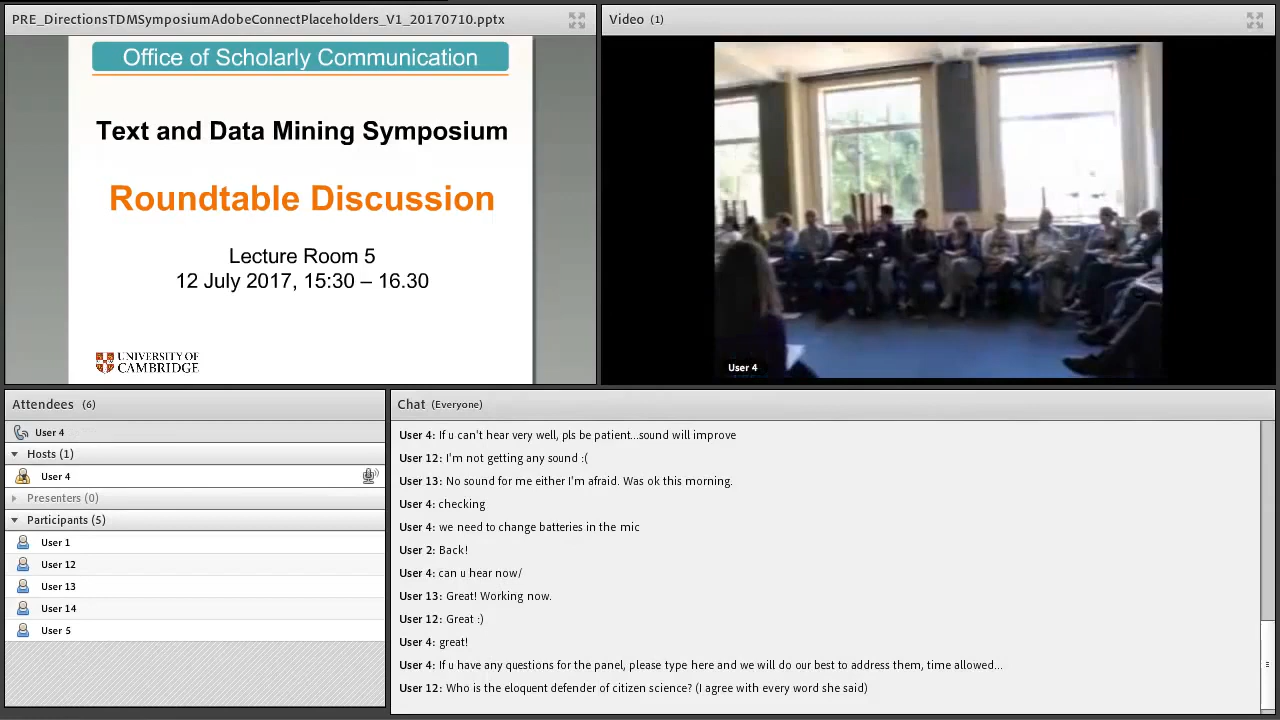 PRE_DirectionsTDMSymposiumAdobeConnectPlaceholders_V1_20170710.pptx
Office of Scholarly Communication
Text and Data Mining Symposium
Roundtable Discussion
Lecture Room 5
12 July 2017, 15:30 – 16.30
UNIVERSITY OF
CAMBRIDGE
Video (1)
User 4
Attendees (6)
User 4
Hosts (1)
User 4
Presenters (0)
Participants (5)
User 1
User 12
User 13
User 14
User 5
Chat (Everyone)
User 4: If u can't hear very well, pls be patient...sound will improve
User 12: I'm not getting any sound :(
User 13: No sound for me either I'm afraid. Was ok this morning.
User 4: checking
User 4: we need to change batteries in the mic
User 2: Back!
User 4: can u hear now/
User 13: Great! Working now.
User 12: Great :)
User 4: great!
User 4: If u have any questions for the panel, please type here and we will do our best to address them, time allowed...
User 12: Who is the eloquent defender of citizen science? (I agree with every word she said)